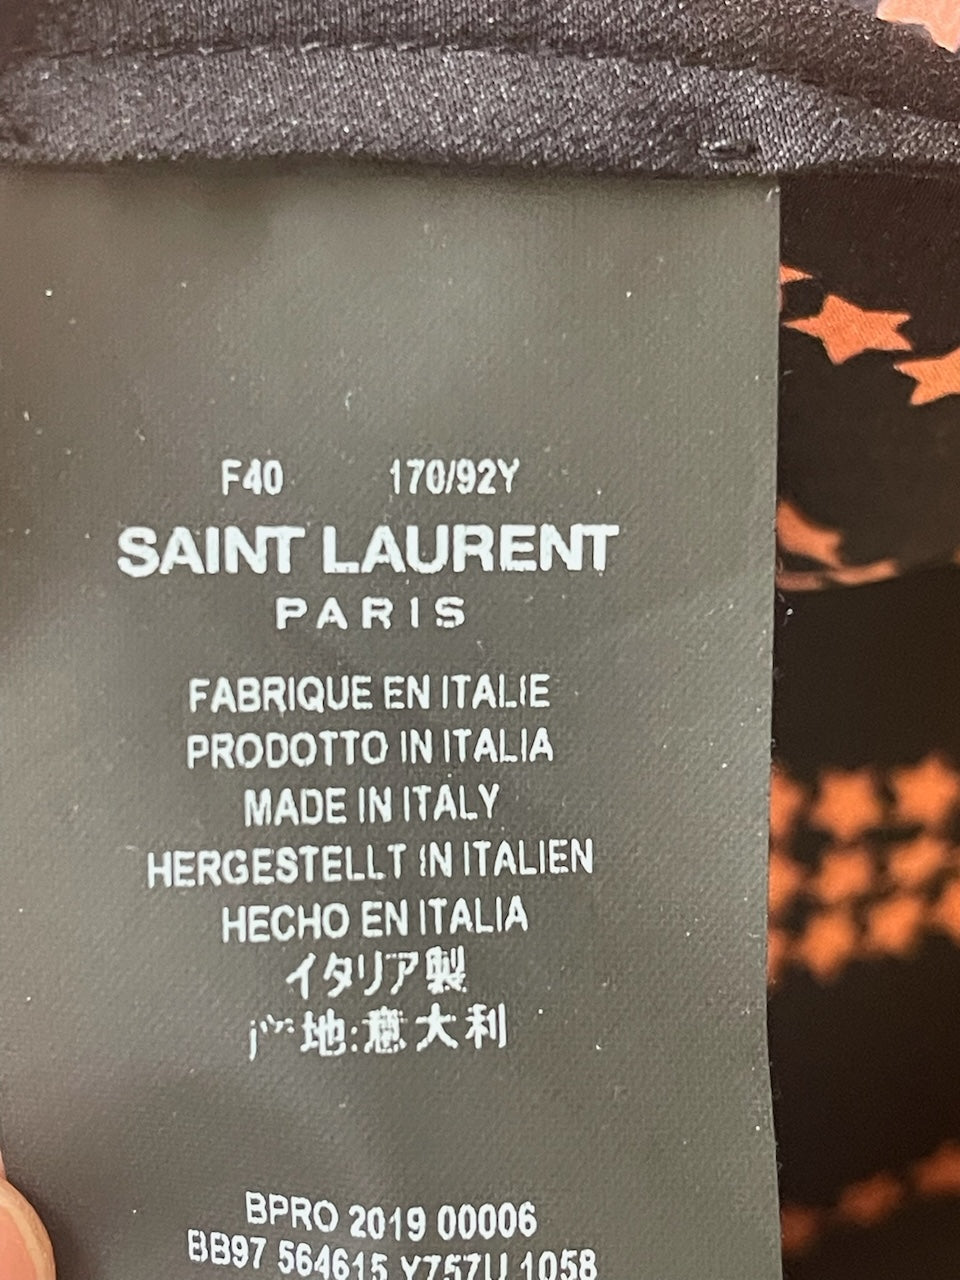 F40 170/92Y
SAINT LAURENT
PARIS
FABRIQUE EN ITALIE
PRODOTTO IN ITALIA
MADE IN ITALY
HERGESTELLT IN ITALIEN
HECHO EN ITALIA
イタリア製
产地:意大利
BPRO 2019 00006
BB97 564615 Y757U 1058